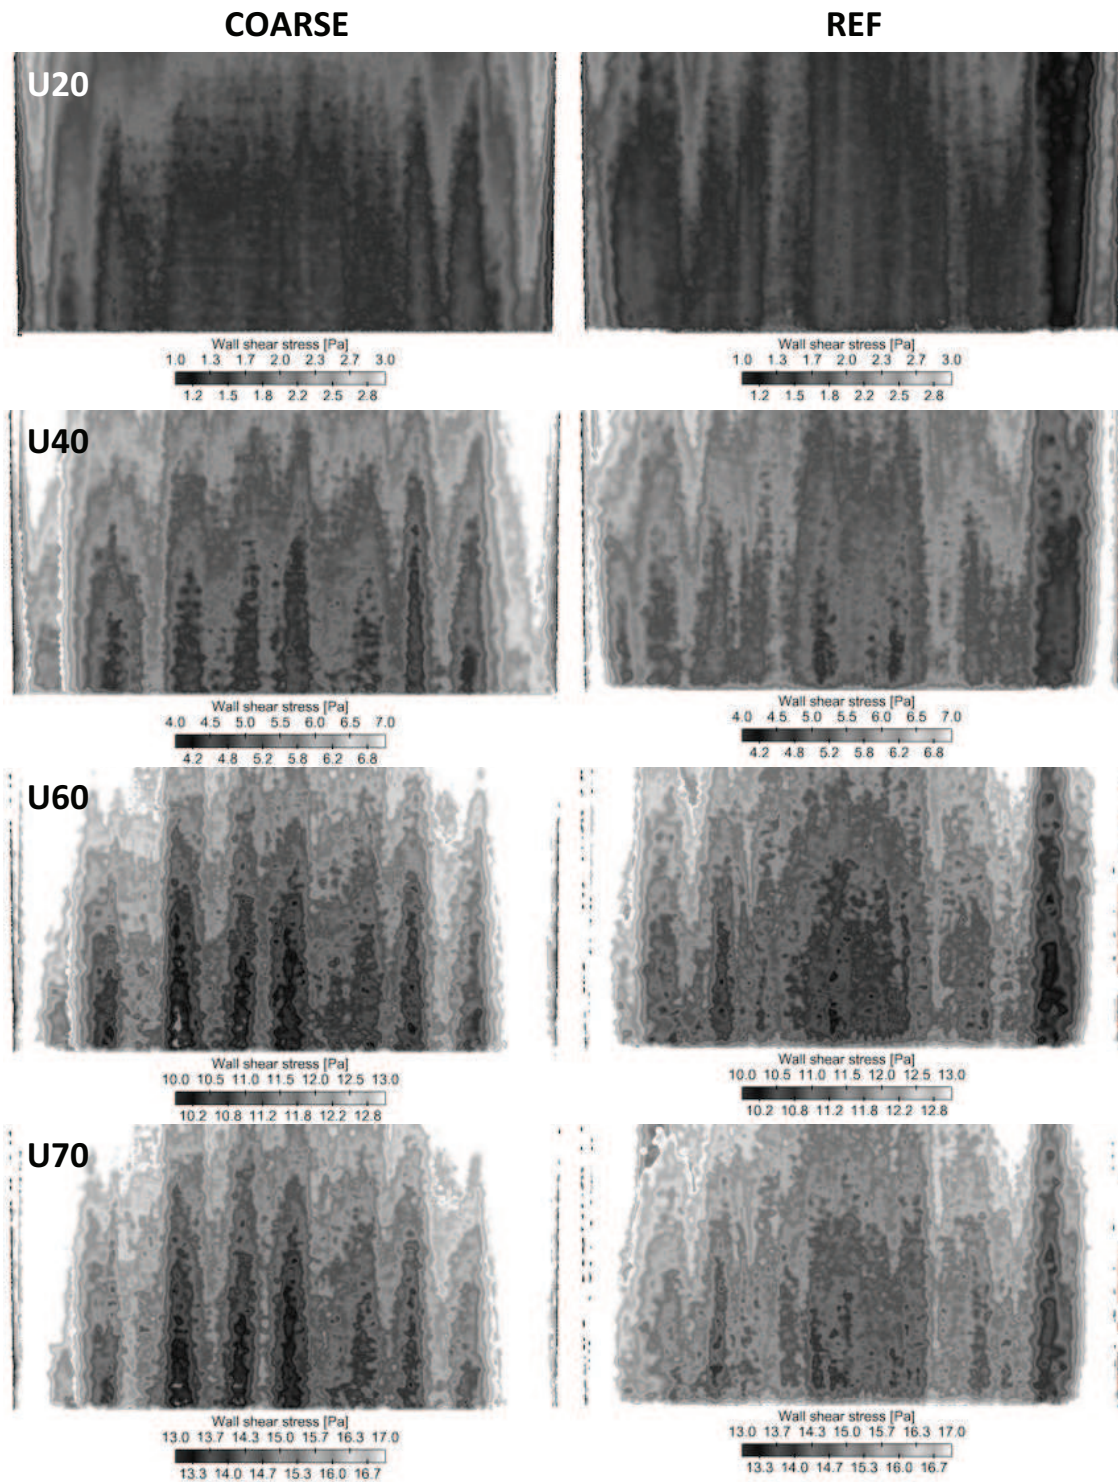 COARSE REF
U20
Wall shear stress [Pa] Wall shear stress [Pa]
1.0 1.3 1.7 2.0 2.3 2.7 3.0 1.0 1.3 1.7 2.0 2.3 2.7 3.0
1.2 1.5 1.8 2.2 2.5 2.8 1.2 1.5 1.8 2.2 2.5 2.8
U40
Wall shear stress [Pa] Wall shear stress [Pa]
4.0 4.5 5.0 5.5 6.0 6.5 7.0 4.0 4.5 5.0 5.5 6.0 6.5 7.0
4.2 4.8 5.2 5.8 6.2 6.8 4.2 4.8 5.2 5.8 6.2 6.8
U60
Wall shear stress [Pa] Wall shear stress [Pa]
10.0 10.5 11.0 11.5 12.0 12.5 13.0 10.0 10.5 11.0 11.5 12.0 12.5 13.0
10.2 10.8 11.2 11.8 12.2 12.8 10.2 10.8 11.2 11.8 12.2 12.8
U70
Wall shear stress [Pa] Wall shear stress [Pa]
13.0 13.7 14.3 15.0 15.7 16.3 17.0 13.0 13.7 14.3 15.0 15.7 16.3 17.0
13.3 14.0 14.7 15.3 16.0 16.7 13.3 14.0 14.7 15.3 16.0 16.7